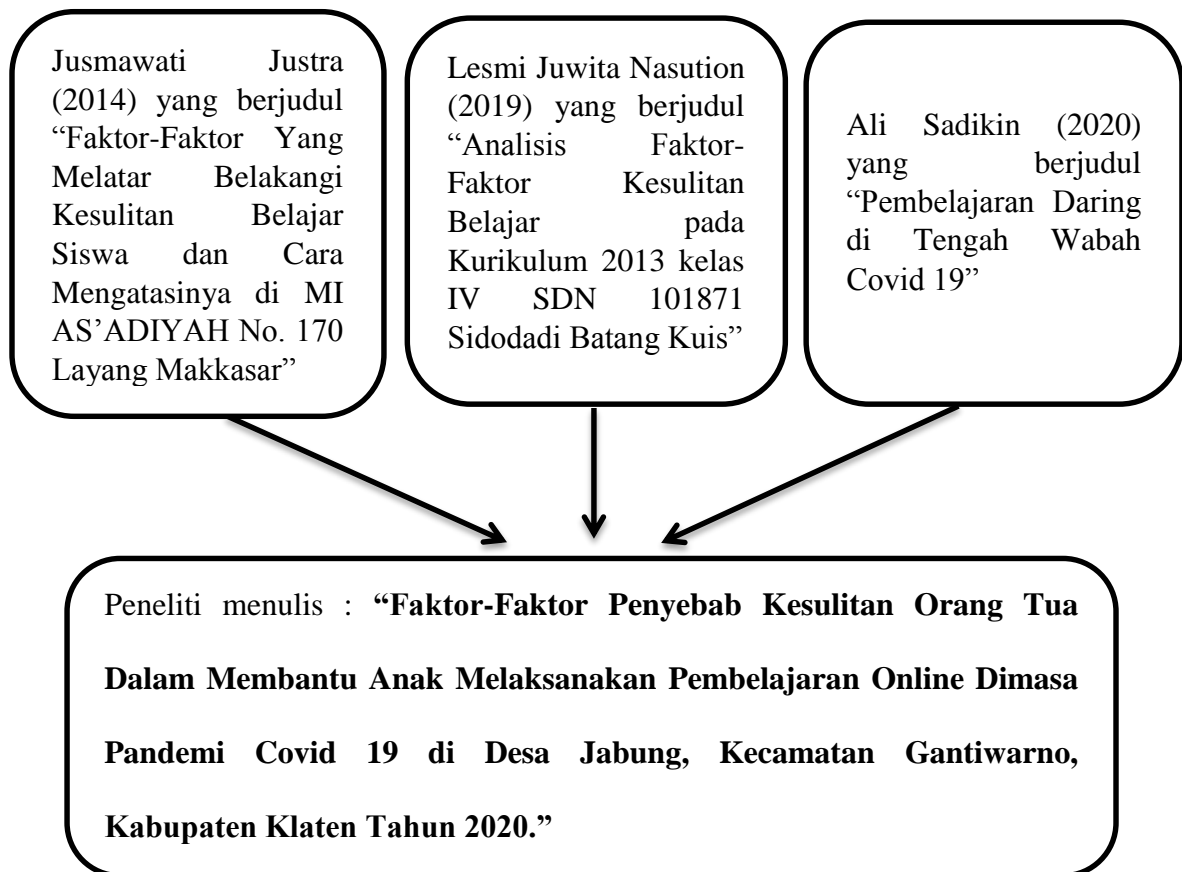 Jusmawati Justra
(2014) yang berjudul
“Faktor-Faktor Yang
Melatar Belakangi
Kesulitan Belajar
Siswa dan Cara
Mengatasinya di MI
AS’ADIYAH No. 170
Layang Makkasar”
Lesmi Juwita Nasution
(2019) yang berjudul
“Analisis Faktor-
Faktor Kesulitan
Belajar pada
Kurikulum 2013 kelas
IV SDN 101871
Sidodadi Batang Kuis”
Ali Sadikin (2020)
yang berjudul
“Pembelajaran Daring
di Tengah Wabah
Covid 19”
Peneliti menulis : “Faktor-Faktor Penyebab Kesulitan Orang Tua
Dalam Membantu Anak Melaksanakan Pembelajaran Online Dimasa
Pandemi Covid 19 di Desa Jabung, Kecamatan Gantiwarno,
Kabupaten Klaten Tahun 2020.”